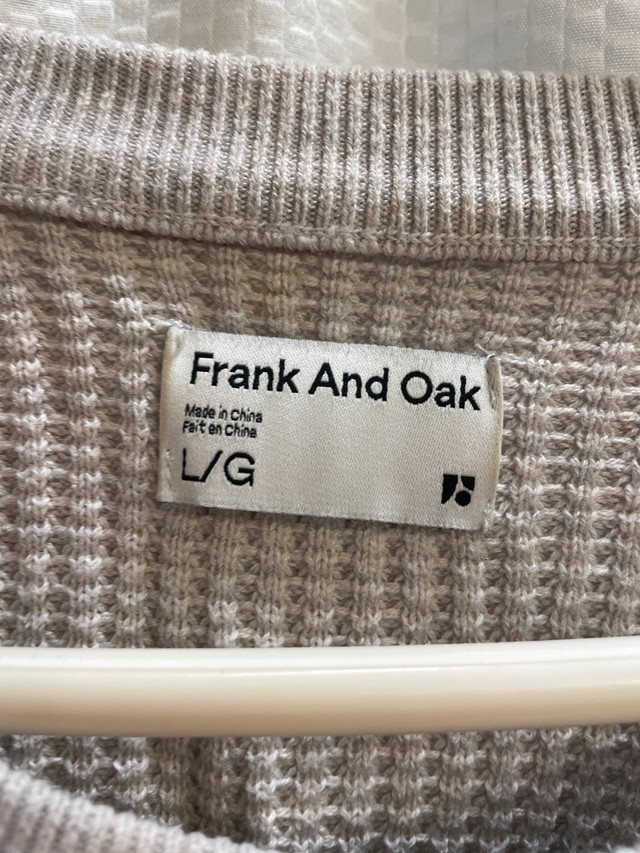 Frank And Oak
Made in China
Fait en Chine
L/G